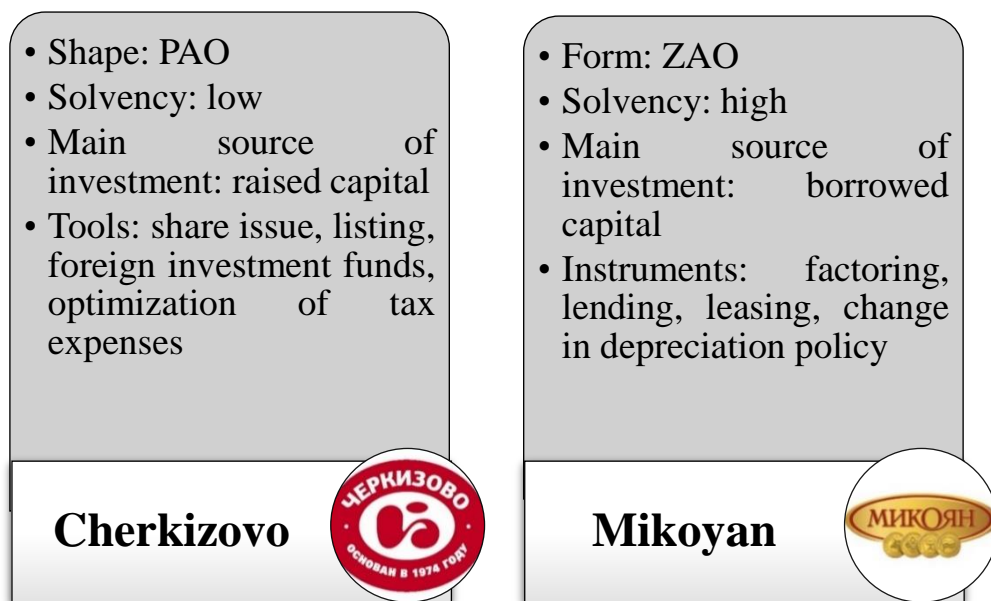 • Shape: PAO
• Solvency: low
• Main source of
investment: raised capital
• Tools: share issue, listing,
foreign investment funds,
optimization of tax
expenses
Cherkizovo
ЧЕРКИЗОВО
ОСНОВАН В 1974 ГОДУ
• Form: ZAO
• Solvency: high
• Main source of
investment: borrowed
capital
• Instruments: factoring,
lending, leasing, change
in depreciation policy
Mikoyan
МИКОЯН